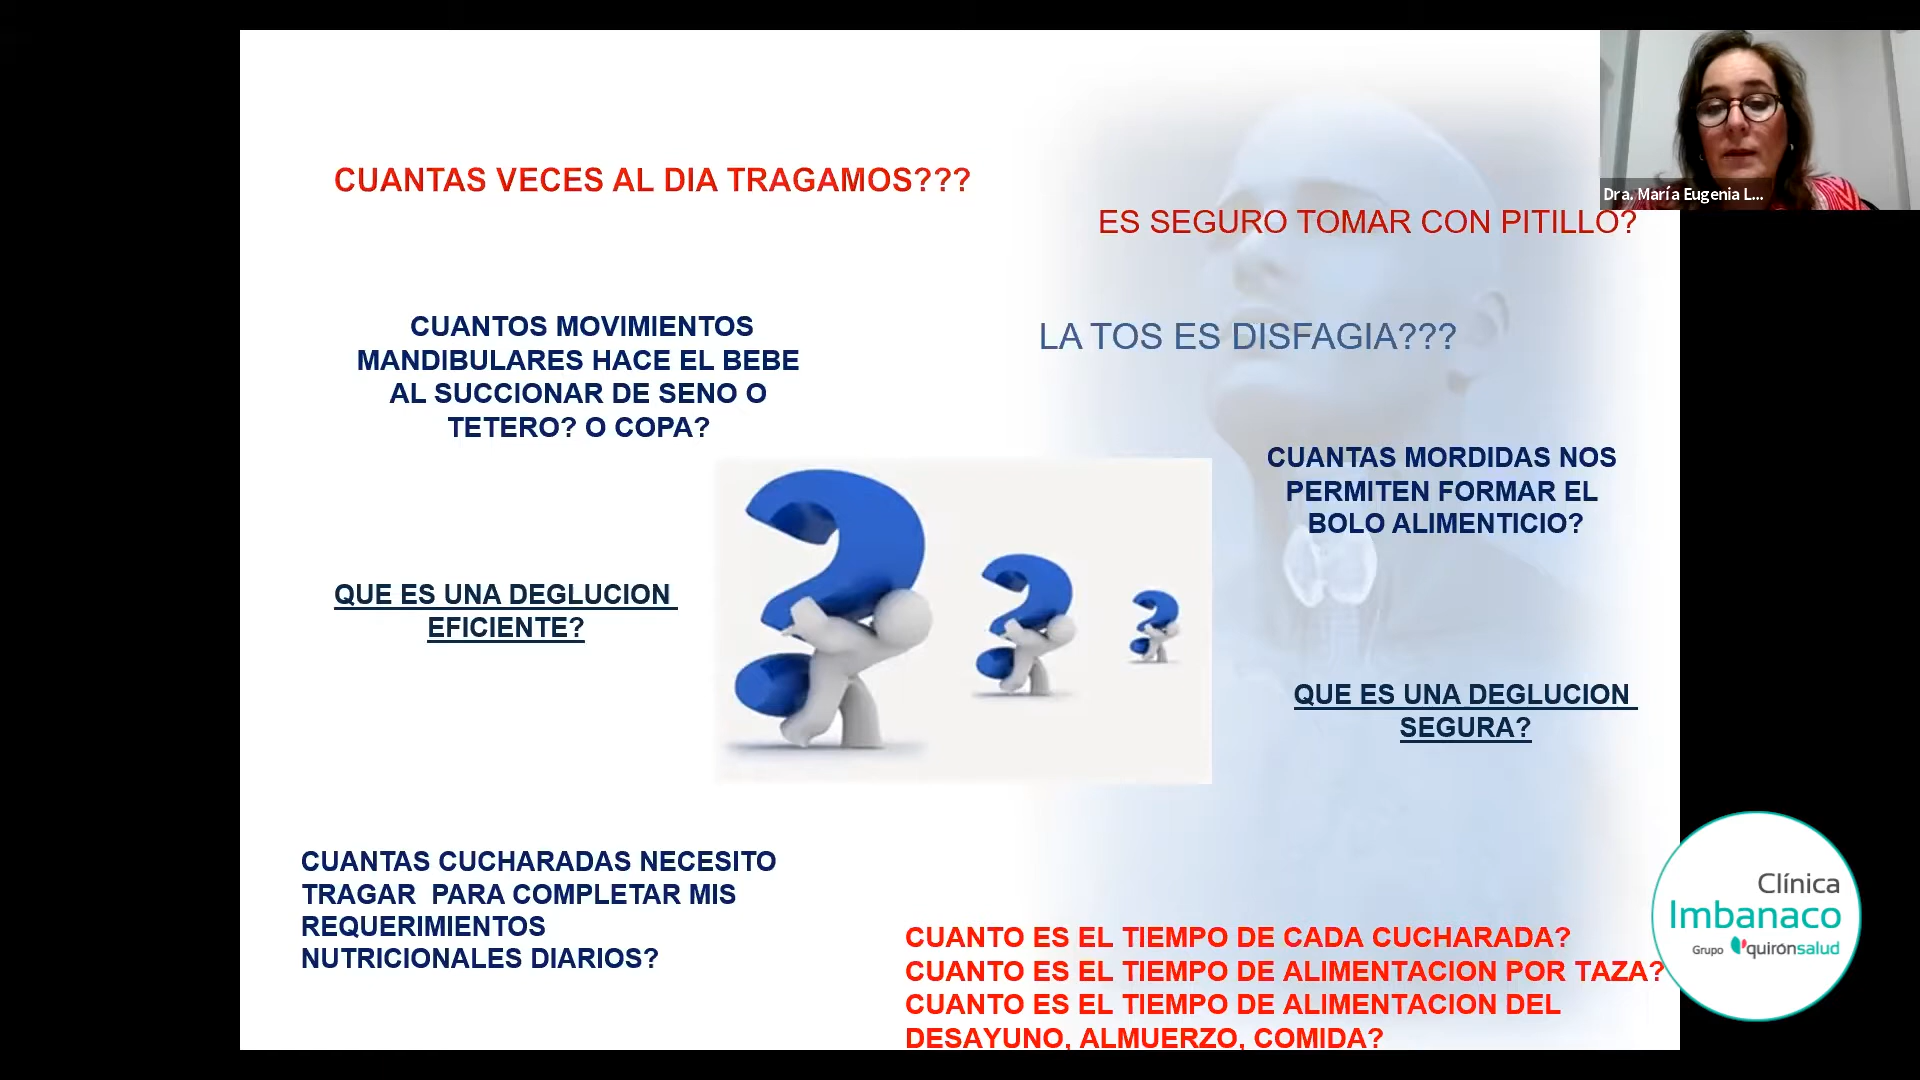 CUANTAS VECES AL DIA TRAGAMOS???
Dra. María Eugenia L...
ES SEGURO TOMAR CON PITILLO?
CUANTOS MOVIMIENTOS
MANDIBULARES HACE EL BEBE
AL SUCCIONAR DE SENO O
TETERO? O COPA?
LA TOS ES DISFAGIA???
CUANTAS MORDIDAS NOS
PERMITEN FORMAR EL
BOLO ALIMENTICIO?
QUE ES UNA DEGLUCION
EFICIENTE?
QUE ES UNA DEGLUCION
SEGURA?
CUANTAS CUCHARADAS NECESITO
TRAGAR PARA COMPLETAR MIS
REQUERIMIENTOS
NUTRICIONALES DIARIOS?
CUANTO ES EL TIEMPO DE CADA CUCHARADA?
CUANTO ES EL TIEMPO DE ALIMENTACION POR TAZA?
CUANTO ES EL TIEMPO DE ALIMENTACION DEL
DESAYUNO, ALMUERZO, COMIDA?
Clínica
Imbanaco
Grupo quirónsalud